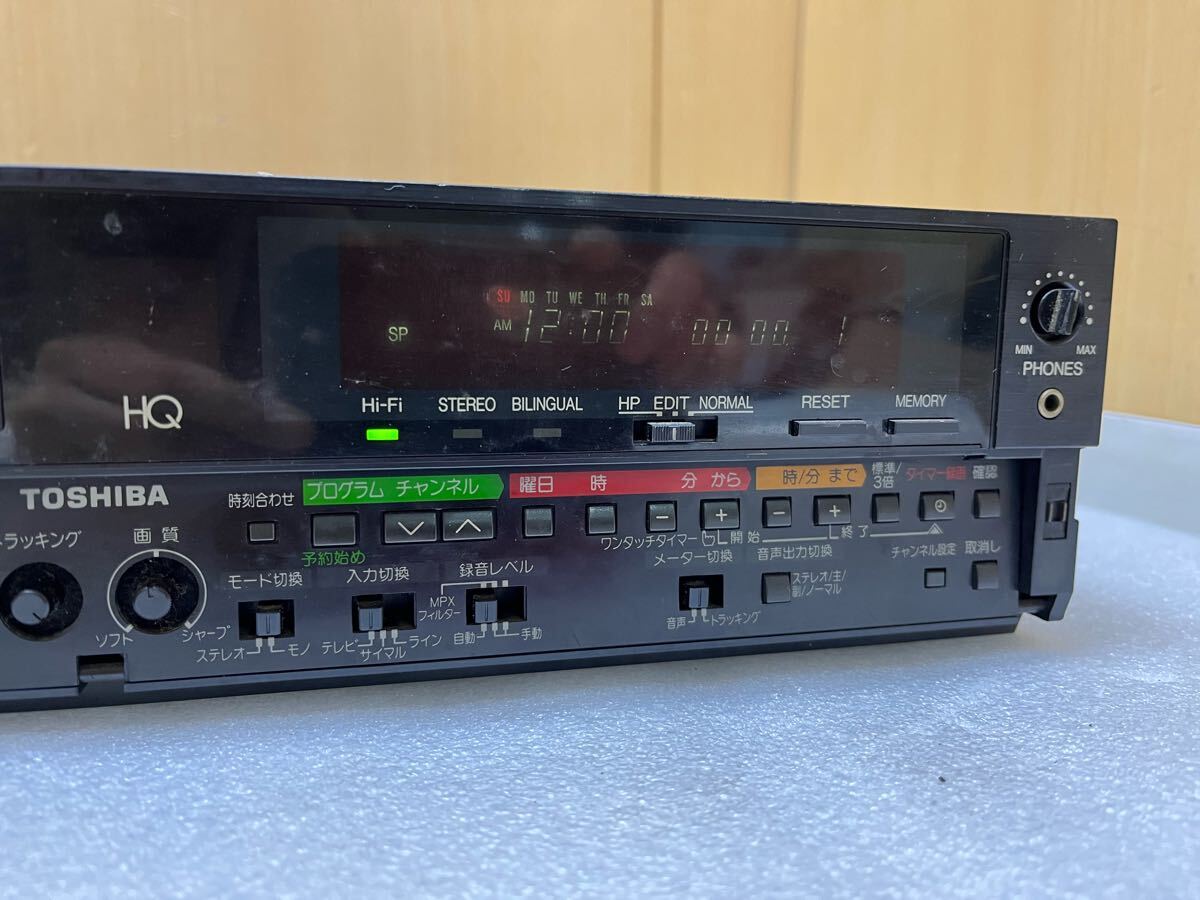 SU MO TU WE TH FR SA
SP AM 12:00 00 00. 1
MIN MAX
PHONES
HQ
Hi-Fi STEREO BILINGUAL HP EDIT NORMAL RESET MEMORY
TOSHIBA
時刻合わせ プログラム チャンネル 曜日 時 分 から 時/分 まで 標準/3倍 タイマー録画 確認
ラッキング 画質
予約始め ワンタッチタイマー 開始 終了
モード切換 入力切換 録音レベル メーター切換 音声出力切換 チャンネル設定 取消し
MPX
フィルター
ソフト シャープ
ステレオ モノ テレビ サイマル ライン 自動 手動 音声 トラッキング ステレオ/主/
副/ノーマル